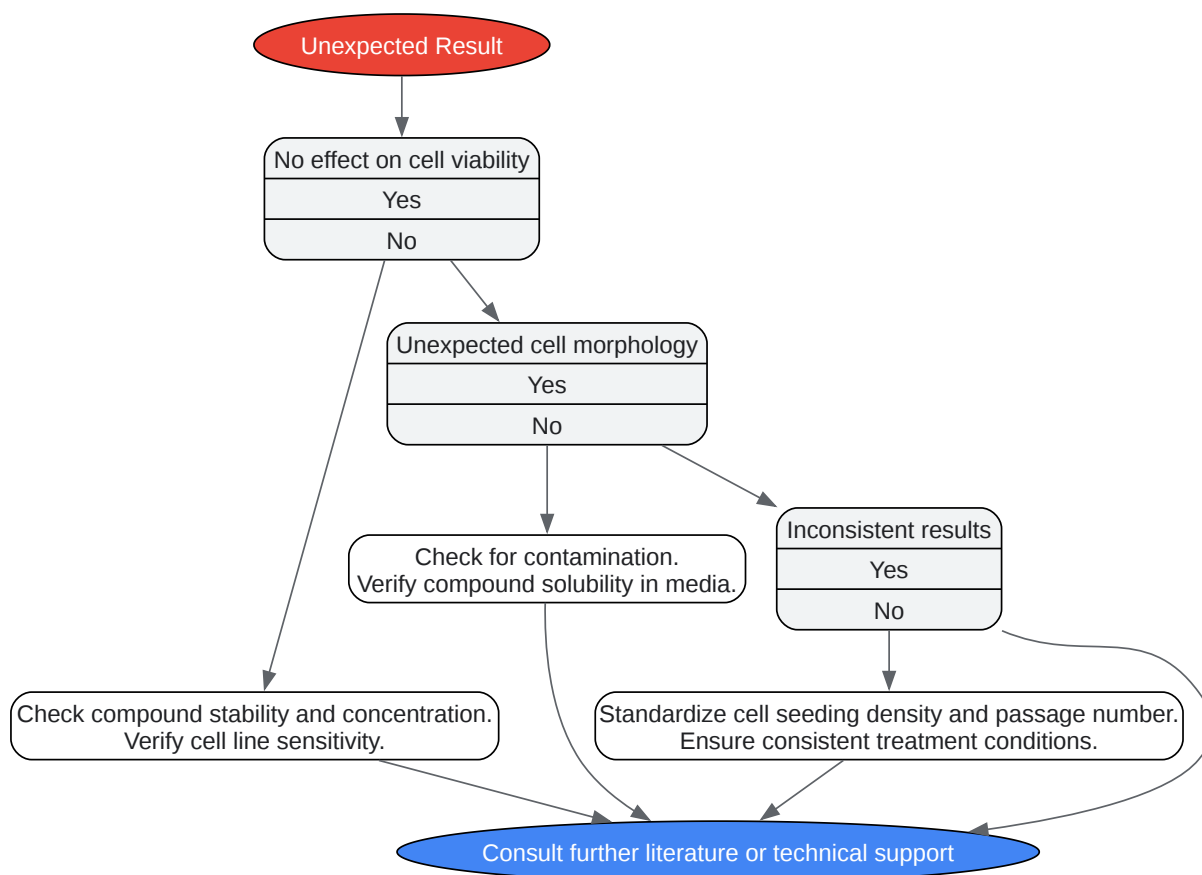 Unexpected Result
No effect on cell viability
Yes
No
Unexpected cell morphology
Yes
No
Inconsistent results
Yes
No
Check for contamination.
Verify compound solubility in media.
Check compound stability and concentration.
Verify cell line sensitivity.
Standardize cell seeding density and passage number.
Ensure consistent treatment conditions.
Consult further literature or technical support